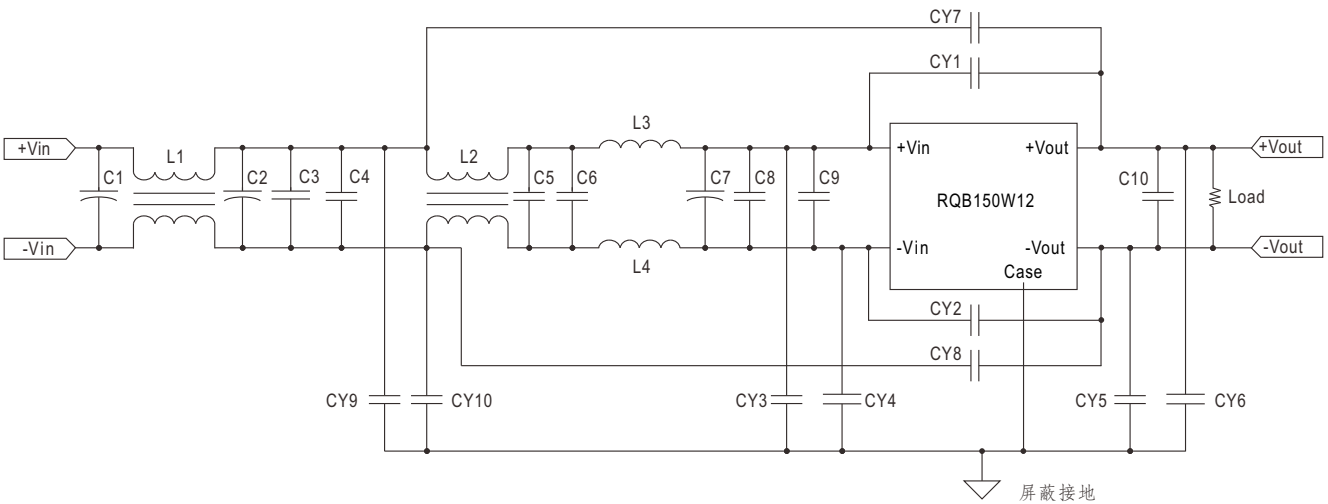 CY7
CY1
+Vin
L1
C1
C2
C3
C4
L2
C5
C6
L3
C7
C8
C9
+Vin
+Vout
RQB150W12
-Vin
-Vout
Case
C10
Load
+Vout
-Vin
L4
-Vout
CY2
CY8
CY9
CY10
CY3
CY4
CY5
CY6
屏蔽接地